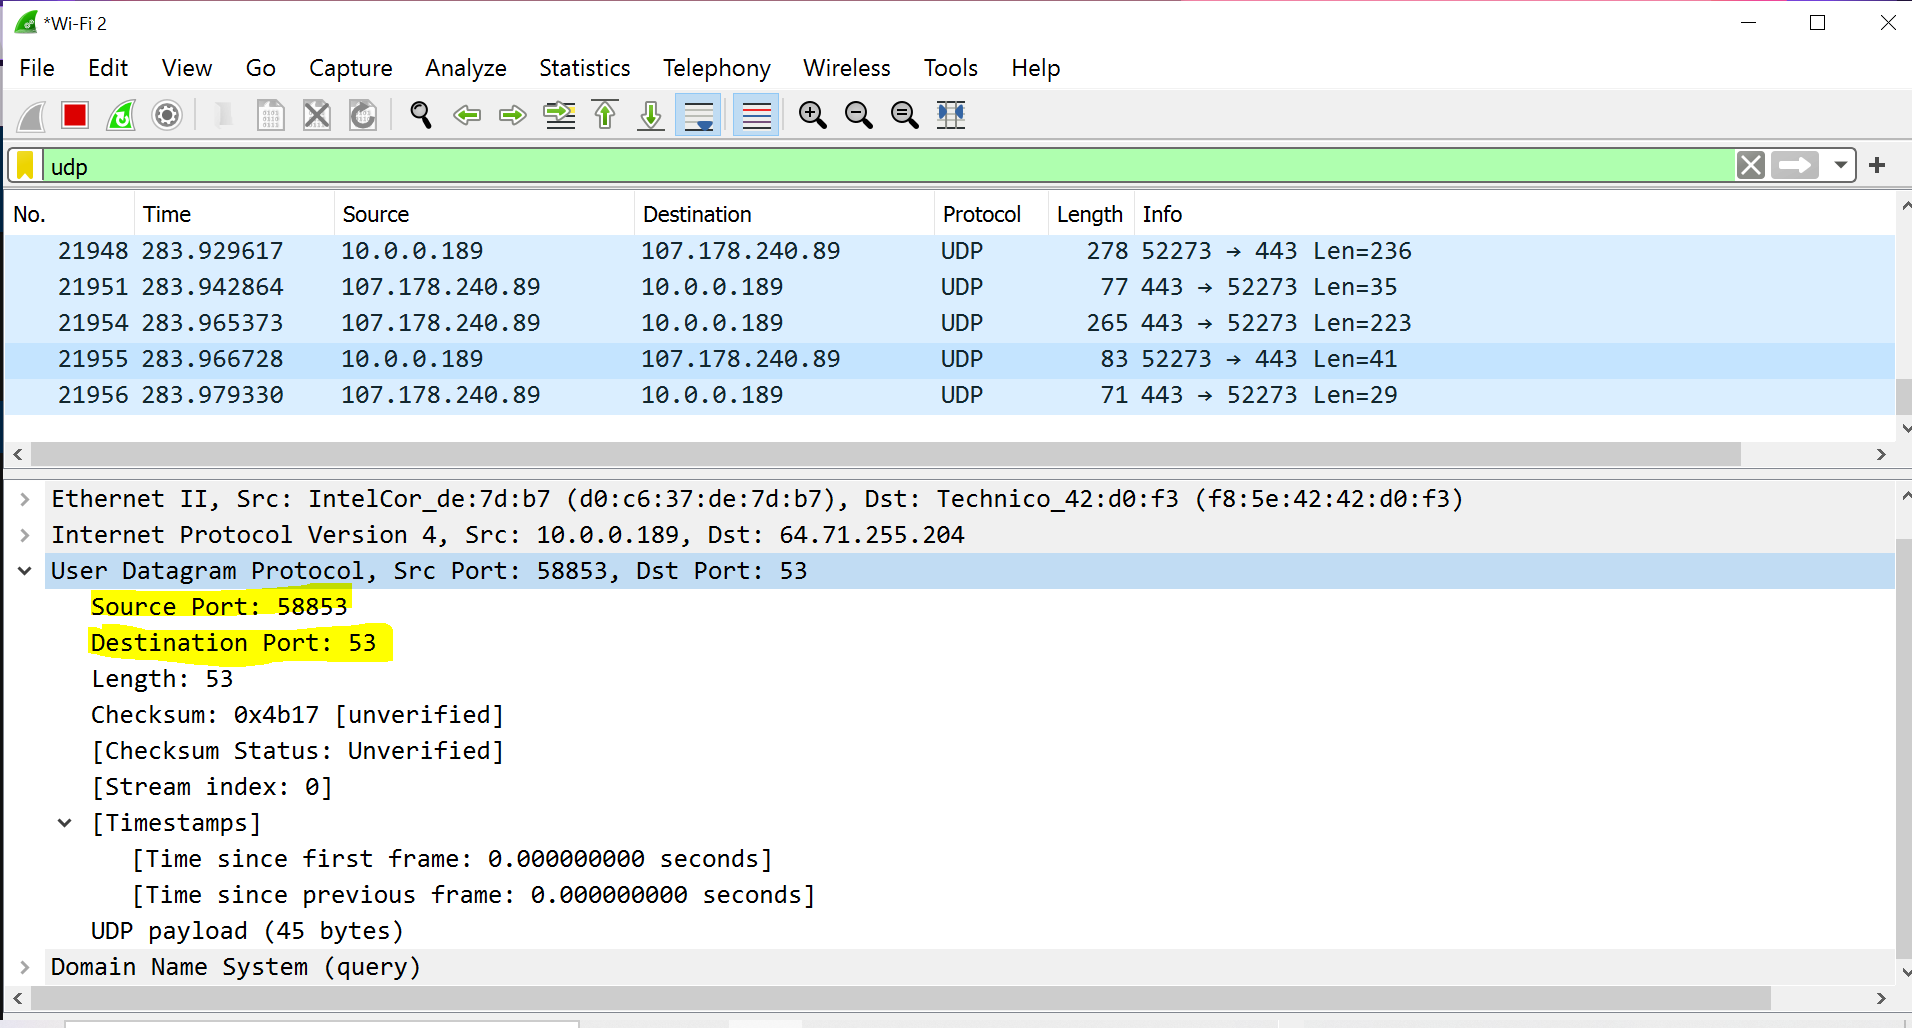 *Wi-Fi 2
File Edit View Go Capture Analyze Statistics Telephony Wireless Tools Help
udp
No. Time Source Destination Protocol Length Info
21948 283.929617 10.0.0.189 107.178.240.89 UDP 278 52273 → 443 Len=236
21951 283.942864 107.178.240.89 10.0.0.189 UDP 77 443 → 52273 Len=35
21954 283.965373 107.178.240.89 10.0.0.189 UDP 265 443 → 52273 Len=223
21955 283.966728 10.0.0.189 107.178.240.89 UDP 83 52273 → 443 Len=41
21956 283.979330 107.178.240.89 10.0.0.189 UDP 71 443 → 52273 Len=29
Ethernet II, Src: IntelCor_de:7d:b7 (d0:c6:37:de:7d:b7), Dst: Technico_42:d0:f3 (f8:5e:42:42:d0:f3)
Internet Protocol Version 4, Src: 10.0.0.189, Dst: 64.71.255.204
User Datagram Protocol, Src Port: 58853, Dst Port: 53
Source Port: 58853
Destination Port: 53
Length: 53
Checksum: 0x4b17 [unverified]
[Checksum Status: Unverified]
[Stream index: 0]
[Timestamps]
[Time since first frame: 0.000000000 seconds]
[Time since previous frame: 0.000000000 seconds]
UDP payload (45 bytes)
Domain Name System (query)